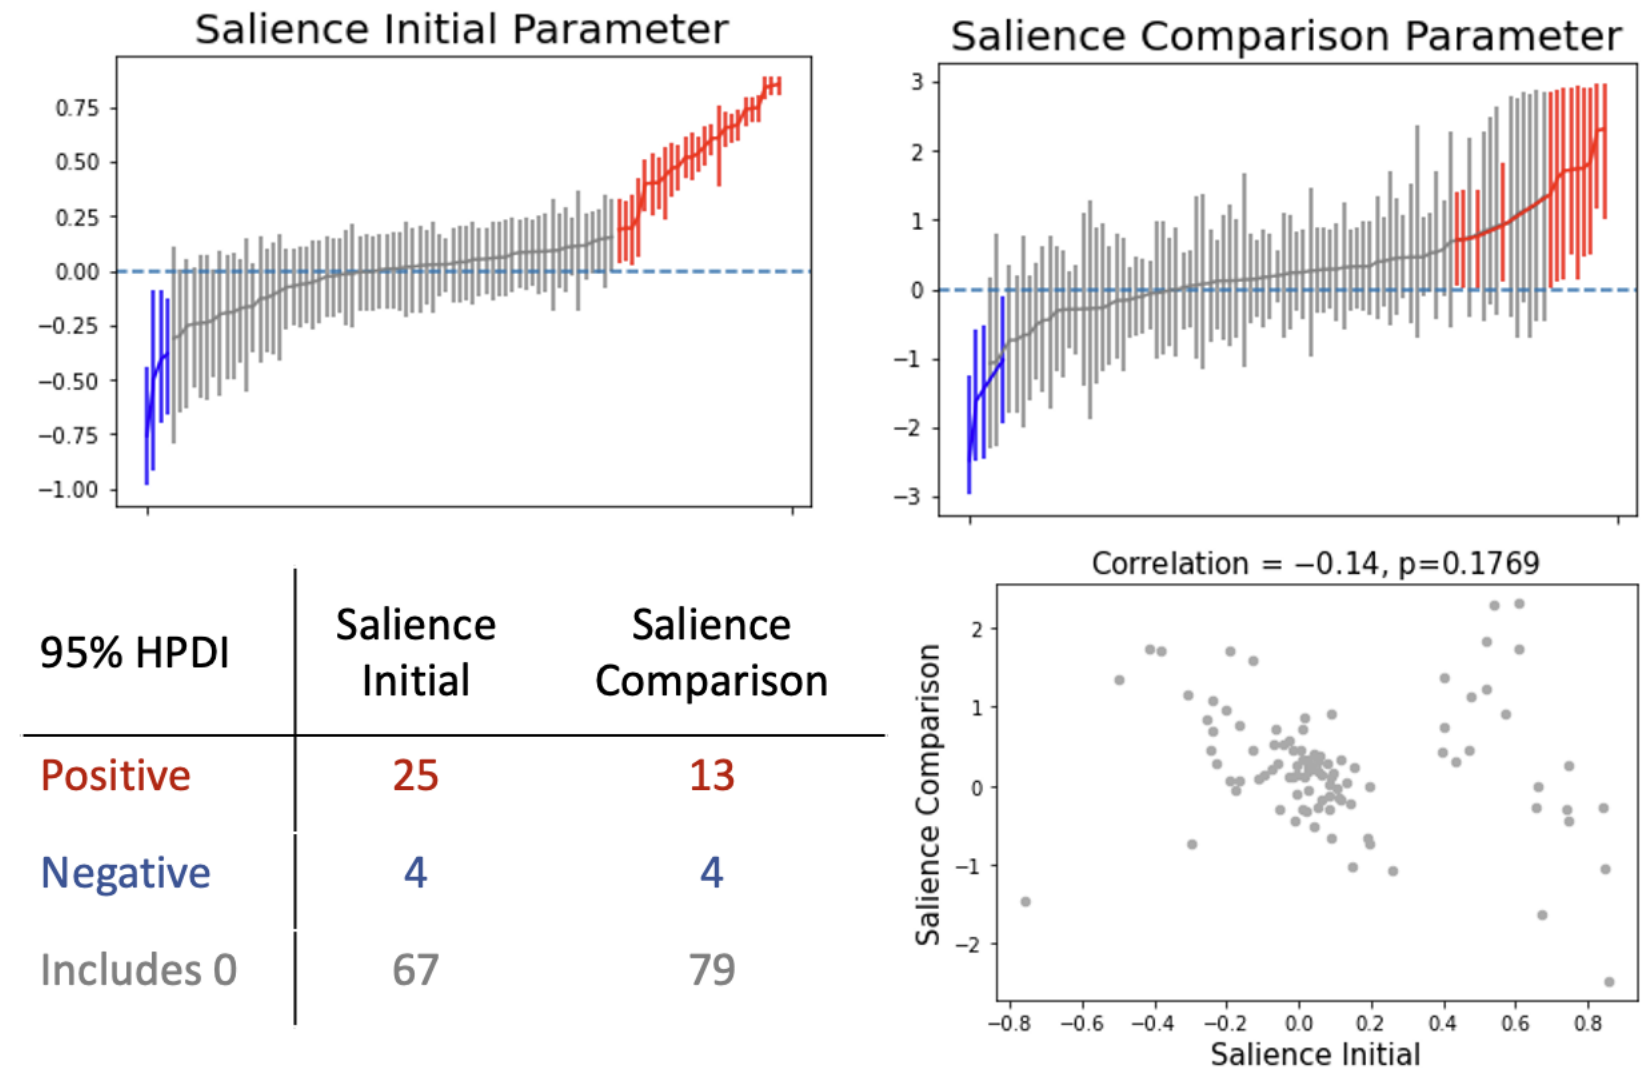 Salience Initial Parameter
0.75
0.50
0.25
0.00
−0.25
−0.50
−0.75
−1.00
Salience Comparison Parameter
3
2
1
0
−1
−2
−3
95% HPDI
Salience
Initial
Salience
Comparison
Positive 25 13
Negative 4 4
Includes 0 67 79
Correlation = −0.14, p=0.1769
Salience Comparison
2
1
0
−1
−2
−0.8 −0.6 −0.4 −0.2 0.0 0.2 0.4 0.6 0.8
Salience Initial